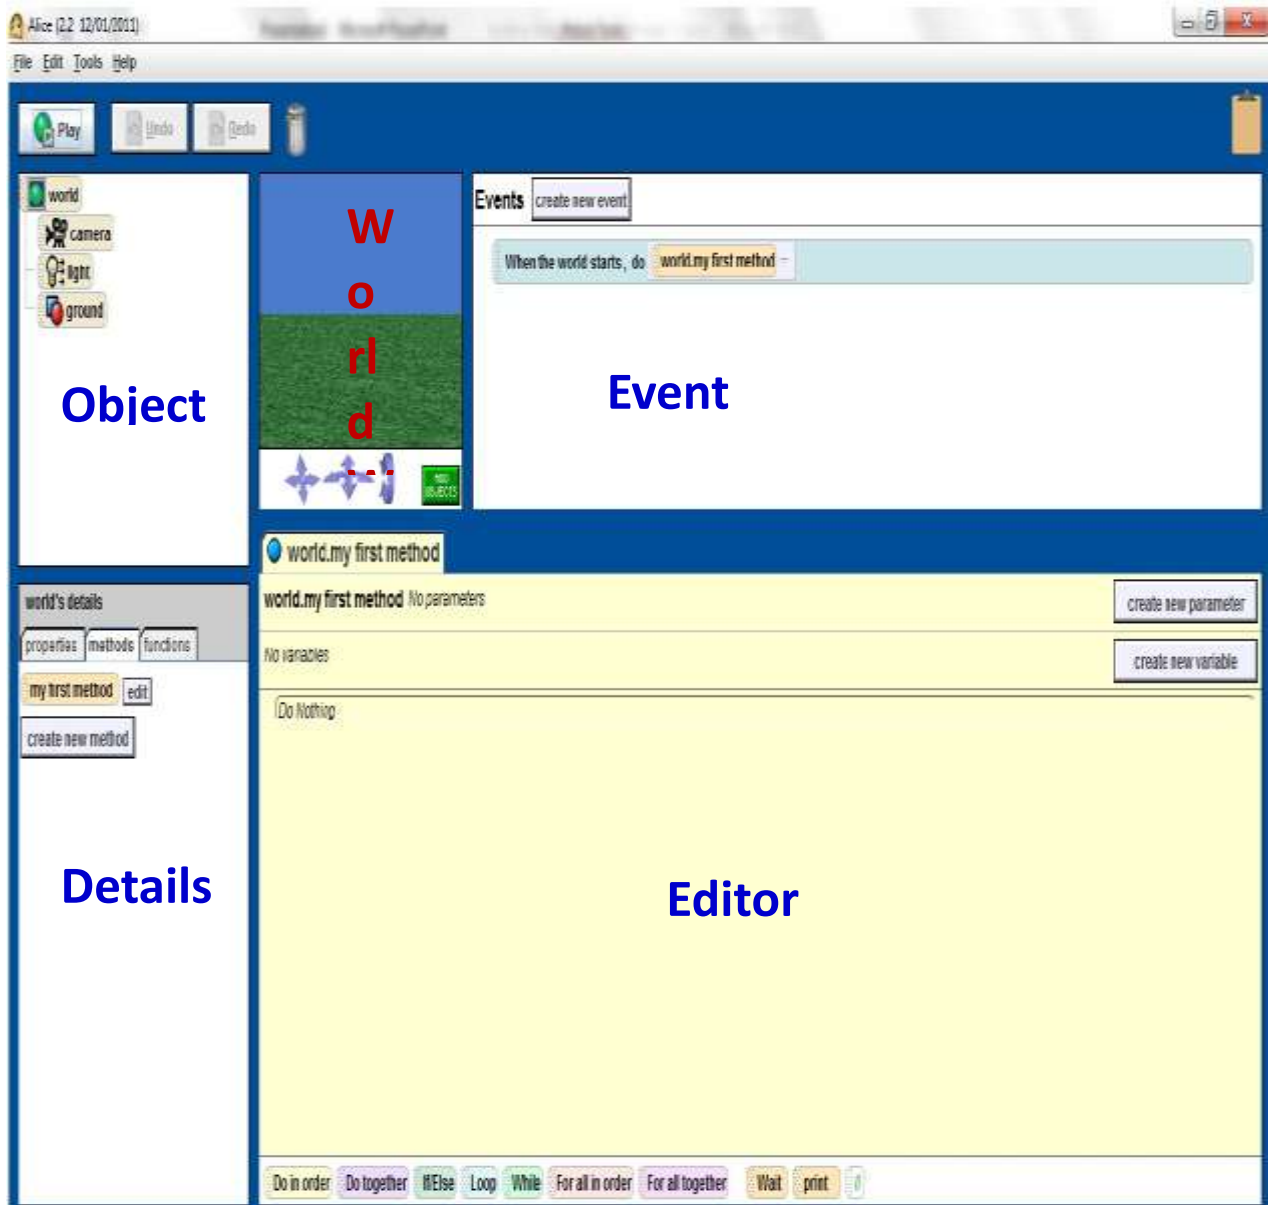 Alice (2.2 12/01/2011)
File Edit Tools Help
Play Undo Redo
world
camera
light
ground
Object
W
o
rl
d
ADD
OBJECTS
Events create new event
When the world starts, do world.my first method
Event
world.my first method
world.my first method No parameters
create new parameter
No variables
create new variable
Do Nothing
world's details
properties methods functions
my first method edit
create new method
Details
Editor
Do in order Do together If/Else Loop While For all in order For all together Wait print //